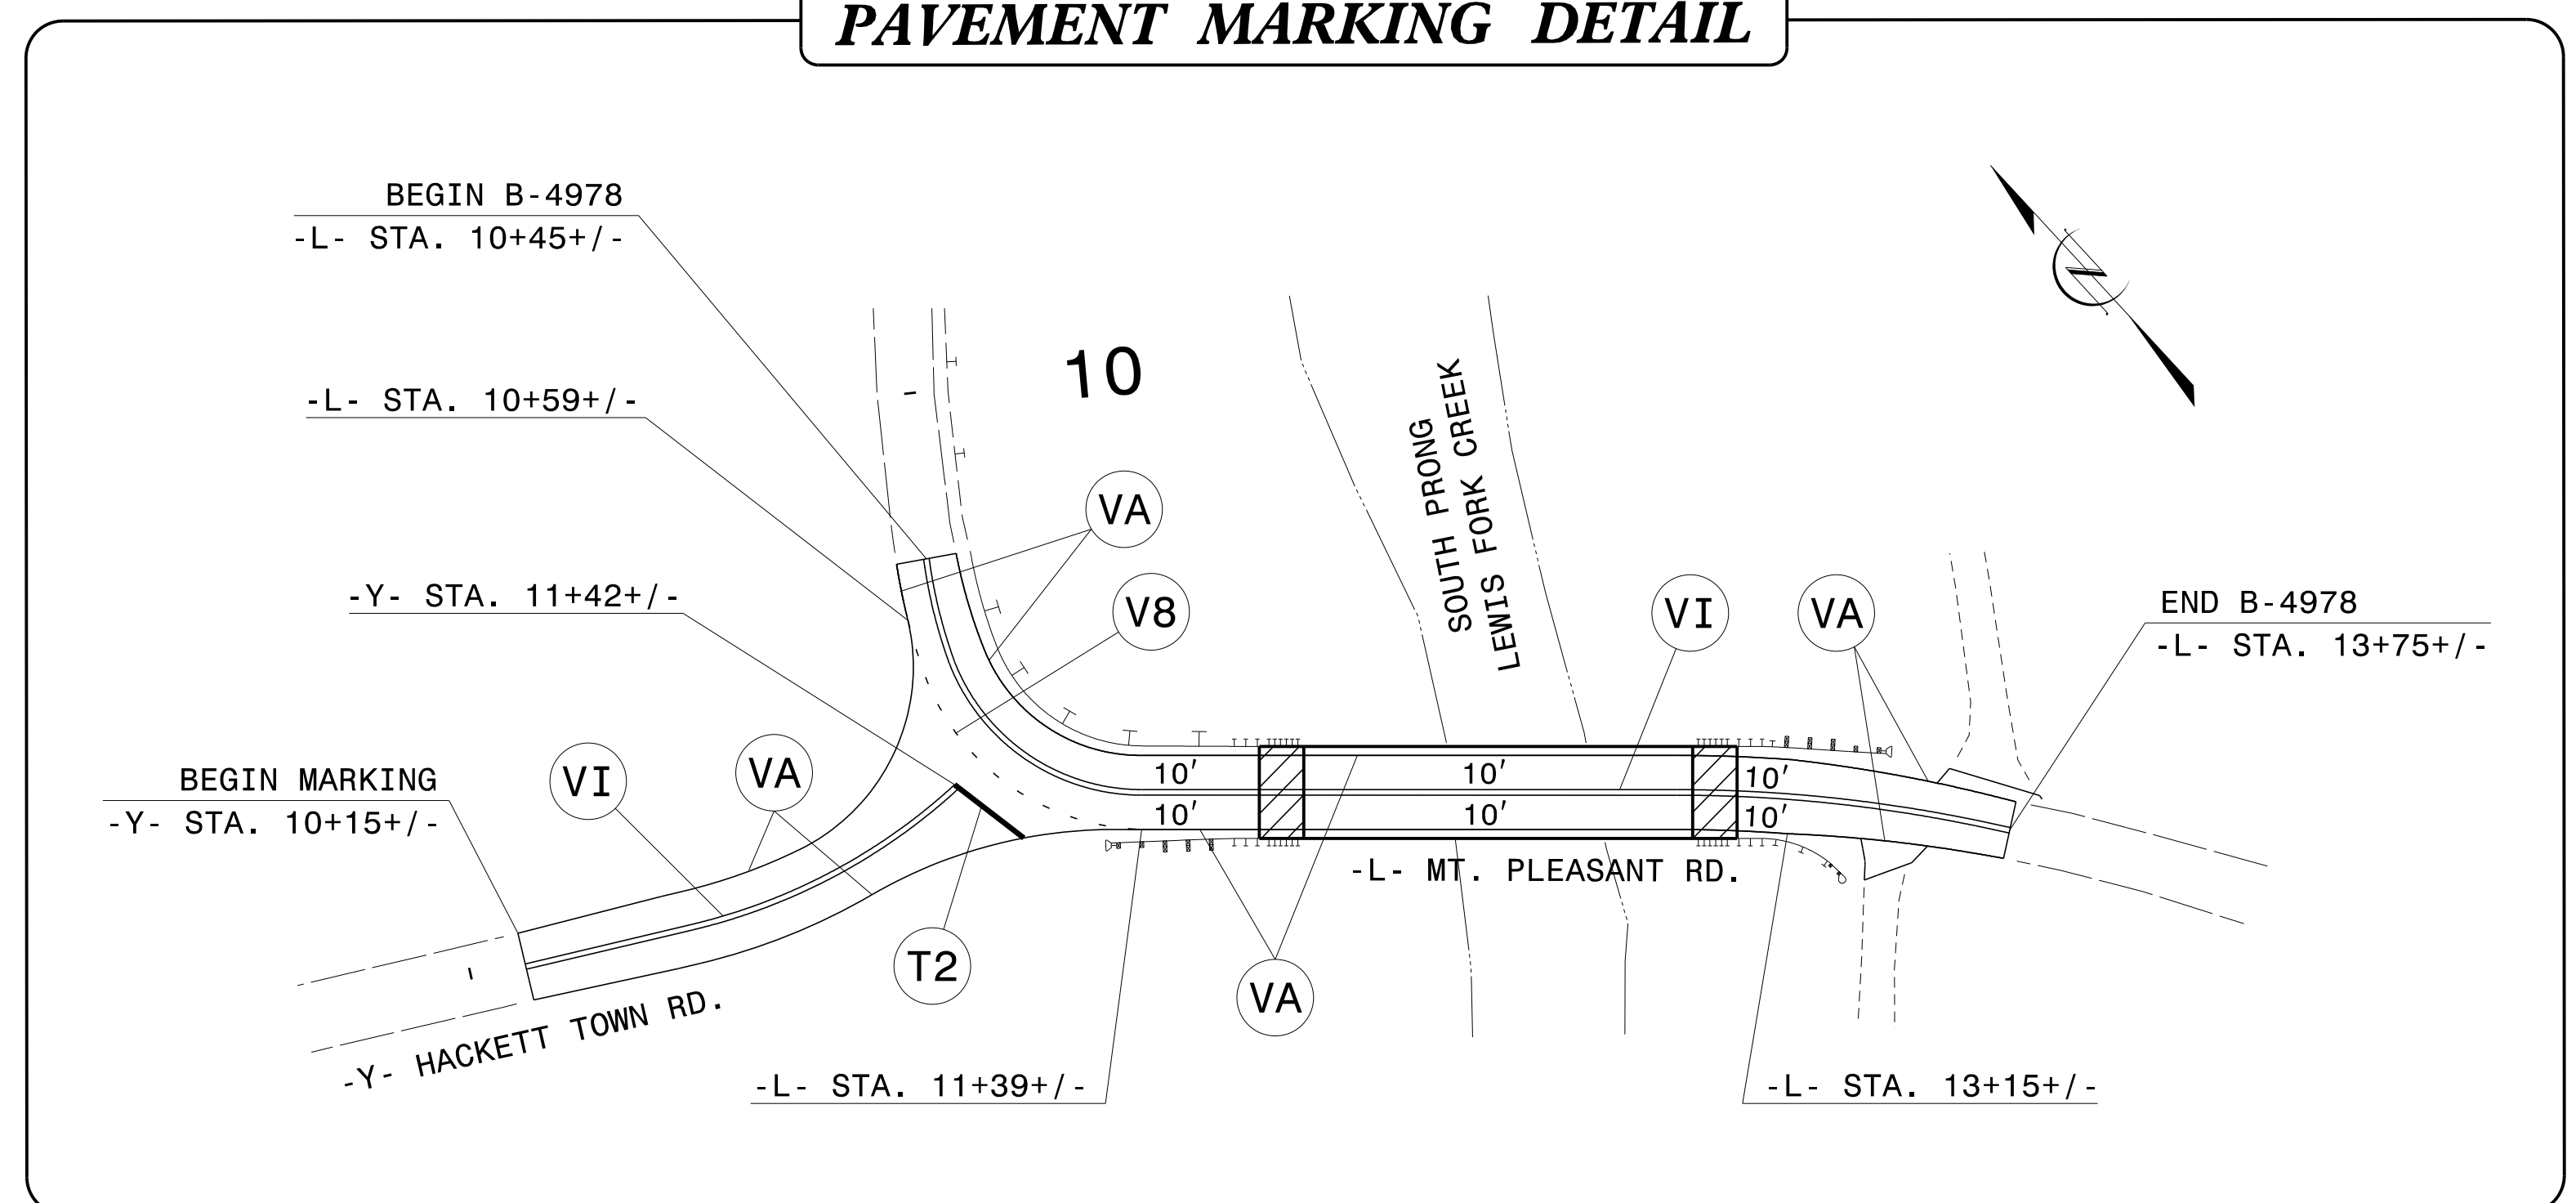 PAVEMENT MARKING DETAIL
BEGIN B-4978
-L- STA. 10+45+/-
-L- STA. 10+59+/-
10
SOUTH PRONG
LEWIS FORK CREEK
N
VA
V8
-Y- STA. 11+42+/-
VI
VA
END B-4978
-L- STA. 13+75+/-
BEGIN MARKING
-Y- STA. 10+15+/-
VI
VA
10'
10'
10'
10'
10'
10'
-L- MT. PLEASANT RD.
T2
VA
-Y- HACKETT TOWN RD.
-L- STA. 11+39+/-
-L- STA. 13+15+/-